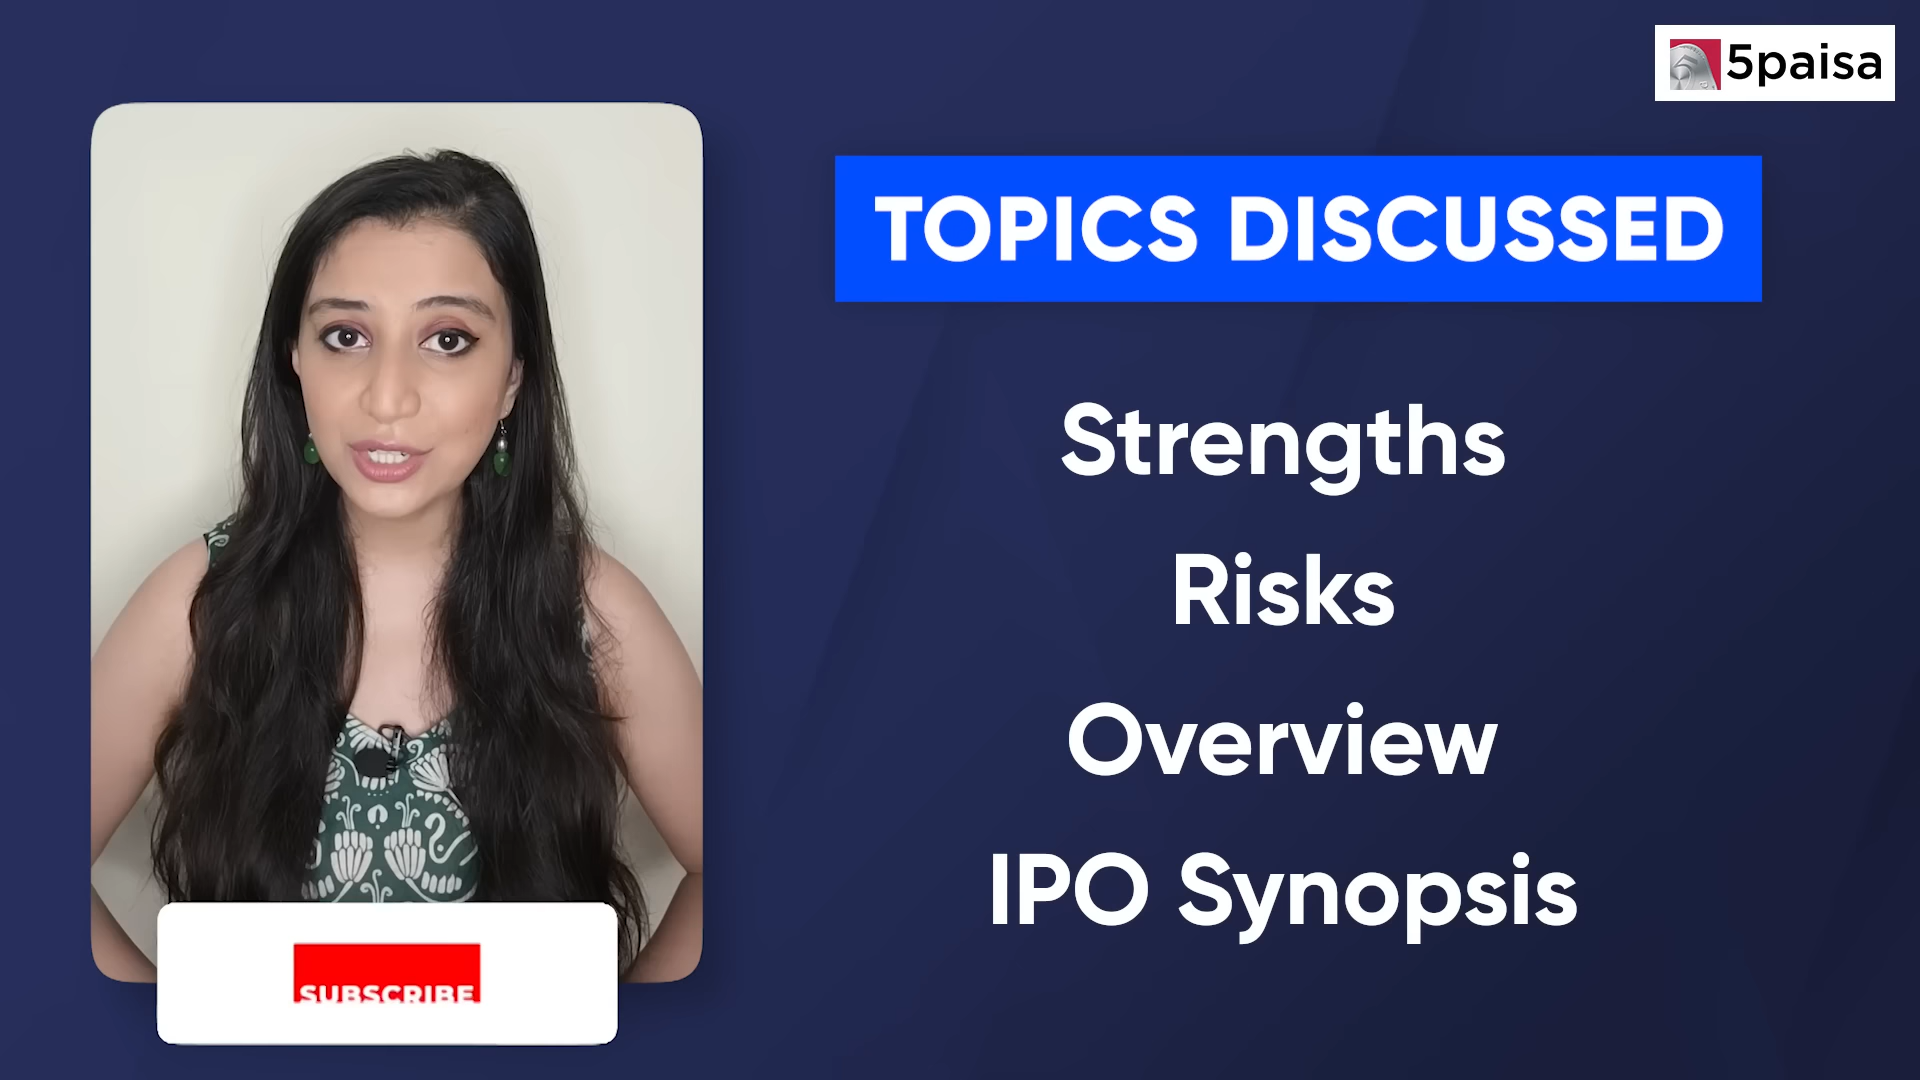 5paisa
TOPICS DISCUSSED
Strengths
Risks
Overview
IPO Synopsis
SUBSCRIBE